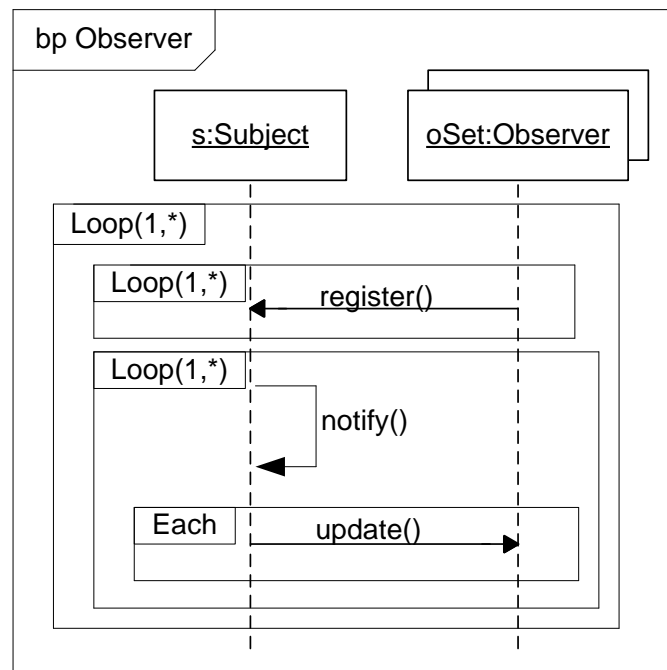 bp Observer
s:Subject
oSet:Observer
Loop(1,*)
Loop(1,*)
register()
Loop(1,*)
notify()
Each
update()